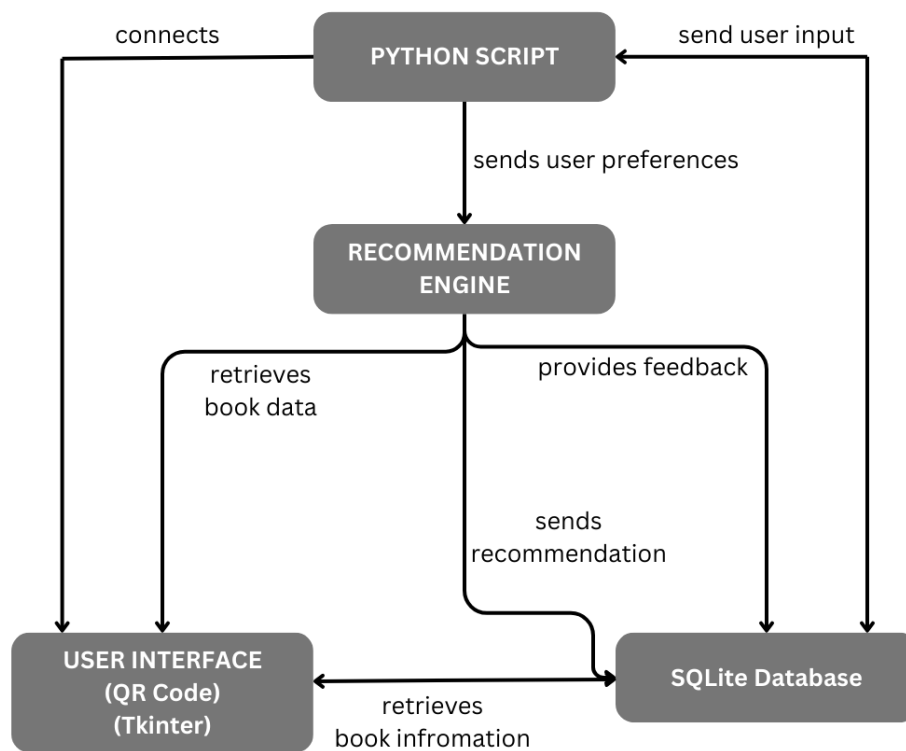 connects
PYTHON SCRIPT
send user input
sends user preferences
RECOMMENDATION
ENGINE
retrieves
book data
provides feedback
sends
recommendation
USER INTERFACE
(QR Code)
(Tkinter)
SQLite Database
retrieves
book infromation